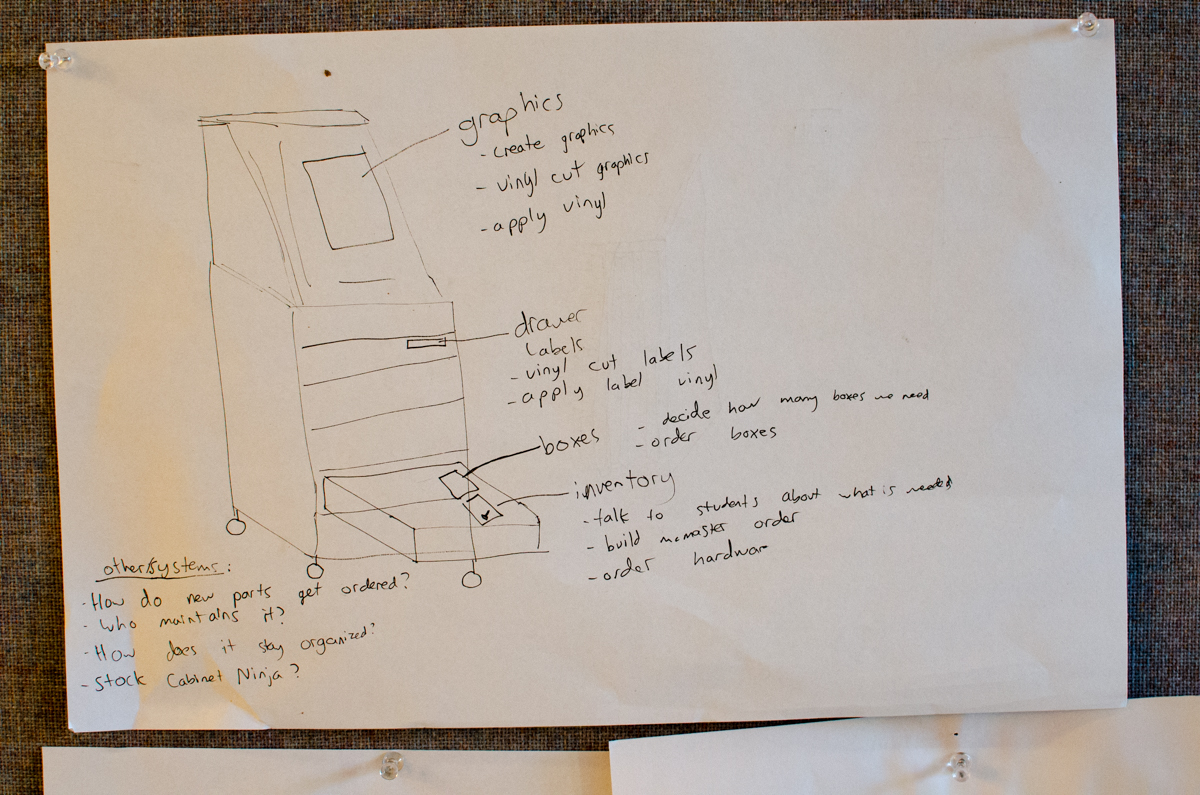 graphics
- create graphics
- vinyl cut graphics
- apply vinyl
drawer
labels
- vinyl cut labels
- apply label vinyl
boxes
- decide how many boxes we need
- order boxes
inventory
- talk to students about what is needed
- build mcmaster order
- order hardware
other/systems:
- How do new parts get ordered?
- Who maintains it?
- How does it stay organized?
- Stock Cabinet Ninja?